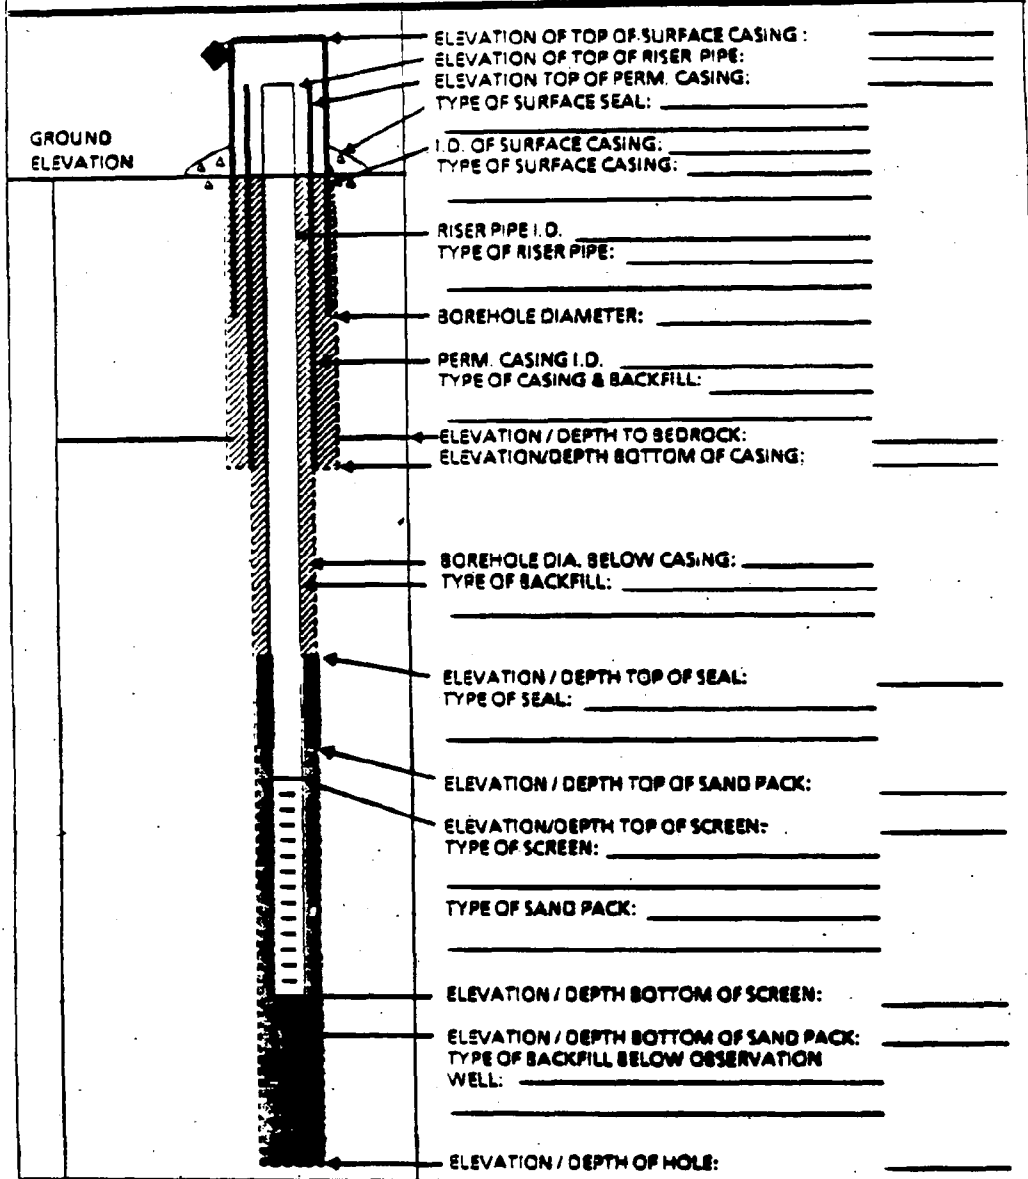 ELEVATION OF TOP OF SURFACE CASING:
ELEVATION OF TOP OF RISER PIPE:
ELEVATION TOP OF PERM. CASING:
TYPE OF SURFACE SEAL:
GROUND
ELEVATION
I.D. OF SURFACE CASING:
TYPE OF SURFACE CASING:
RISER PIPE I.D.
TYPE OF RISER PIPE:
BOREHOLE DIAMETER:
PERM. CASING I.D.
TYPE OF CASING & BACKFILL:
ELEVATION / DEPTH TO BEDROCK:
ELEVATION/DEPTH BOTTOM OF CASING:
BOREHOLE DIA. BELOW CASING:
TYPE OF BACKFILL:
ELEVATION / DEPTH TOP OF SEAL:
TYPE OF SEAL:
ELEVATION / DEPTH TOP OF SAND PACK:
ELEVATION/DEPTH TOP OF SCREEN:
TYPE OF SCREEN:
TYPE OF SAND PACK:
ELEVATION / DEPTH BOTTOM OF SCREEN:
ELEVATION / DEPTH BOTTOM OF SAND PACK:
TYPE OF BACKFILL BELOW OBSERVATION
WELL:
ELEVATION / DEPTH OF HOLE: